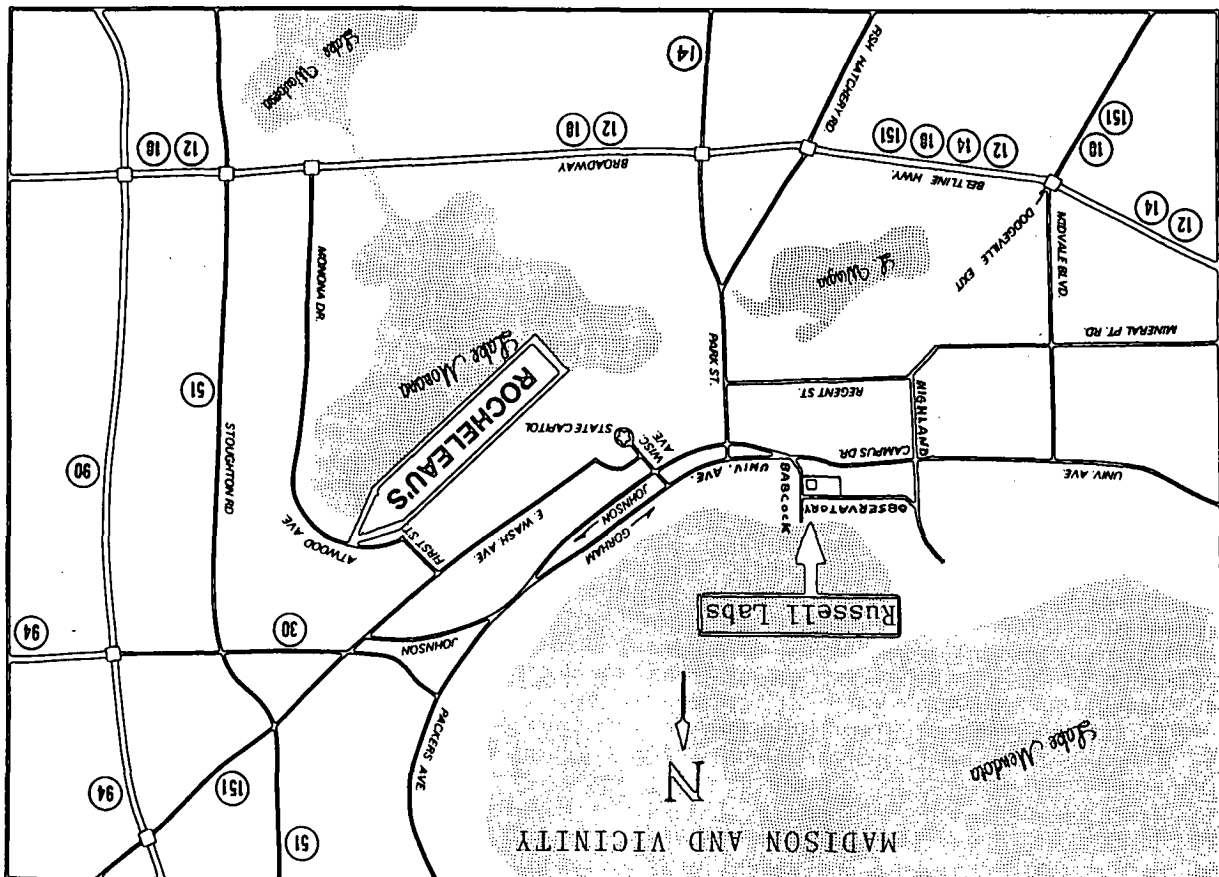 MADISON AND VICINITY
N
Lake Mendota
94
51
151
PACKERS AVE
Russell Labs
JOHNSON
30
94
OBSERVATORY
BABCOCK
GORHAM
JOHNSON
FIRST ST.
ATWOOD AVE.
E. WASH. AVE.
UNIV. AVE.
CAMPUS DR.
HIGHLAND
UNIV. AVE.
WISC. AVE.
STATE CAPITOL
ROCHELEAU'S
STOUGHTON RD
90
51
REGENT ST.
PARK ST.
Lake Monona
MINERAL PT. RD.
MIDVALE BLVD.
DODGEVILLE EXIT
L. Wingra
MONONA DR.
12 14
BELTLINE HWY.
12 14 18 151
BROADWAY
12 18
12 18
18
151
FISH HATCHERY RD.
14
Lake Waubesa